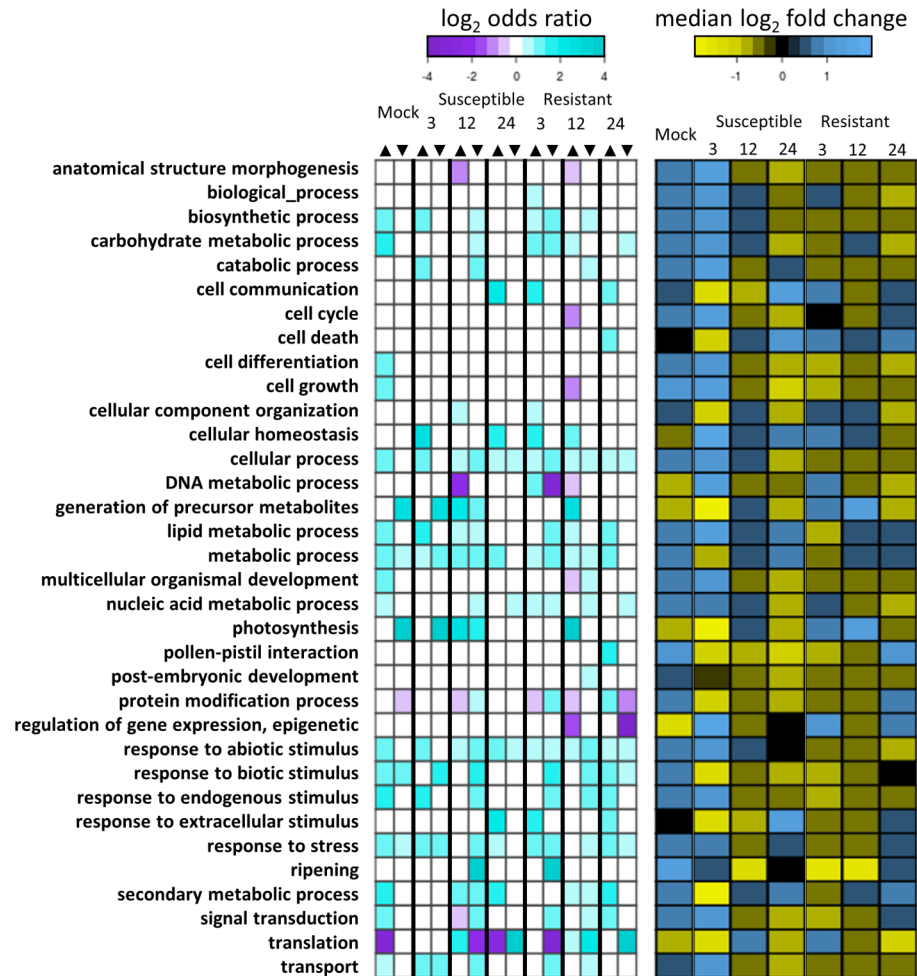 log2 odds ratio
median log2 fold change
-4 -2 0 2 4
-1 0 1
Mock Susceptible Resistant
3 12 24 3 12 24
▲ ▼ ▲ ▼ ▲ ▼ ▲ ▼ ▲ ▼ ▲ ▼ ▲ ▼
Mock Susceptible Resistant
3 12 24 3 12 24
anatomical structure morphogenesis
biological_process
biosynthetic process
carbohydrate metabolic process
catabolic process
cell communication
cell cycle
cell death
cell differentiation
cell growth
cellular component organization
cellular homeostasis
cellular process
DNA metabolic process
generation of precursor metabolites
lipid metabolic process
metabolic process
multicellular organismal development
nucleic acid metabolic process
photosynthesis
pollen-pistil interaction
post-embryonic development
protein modification process
regulation of gene expression, epigenetic
response to abiotic stimulus
response to biotic stimulus
response to endogenous stimulus
response to extracellular stimulus
response to stress
ripening
secondary metabolic process
signal transduction
translation
transport